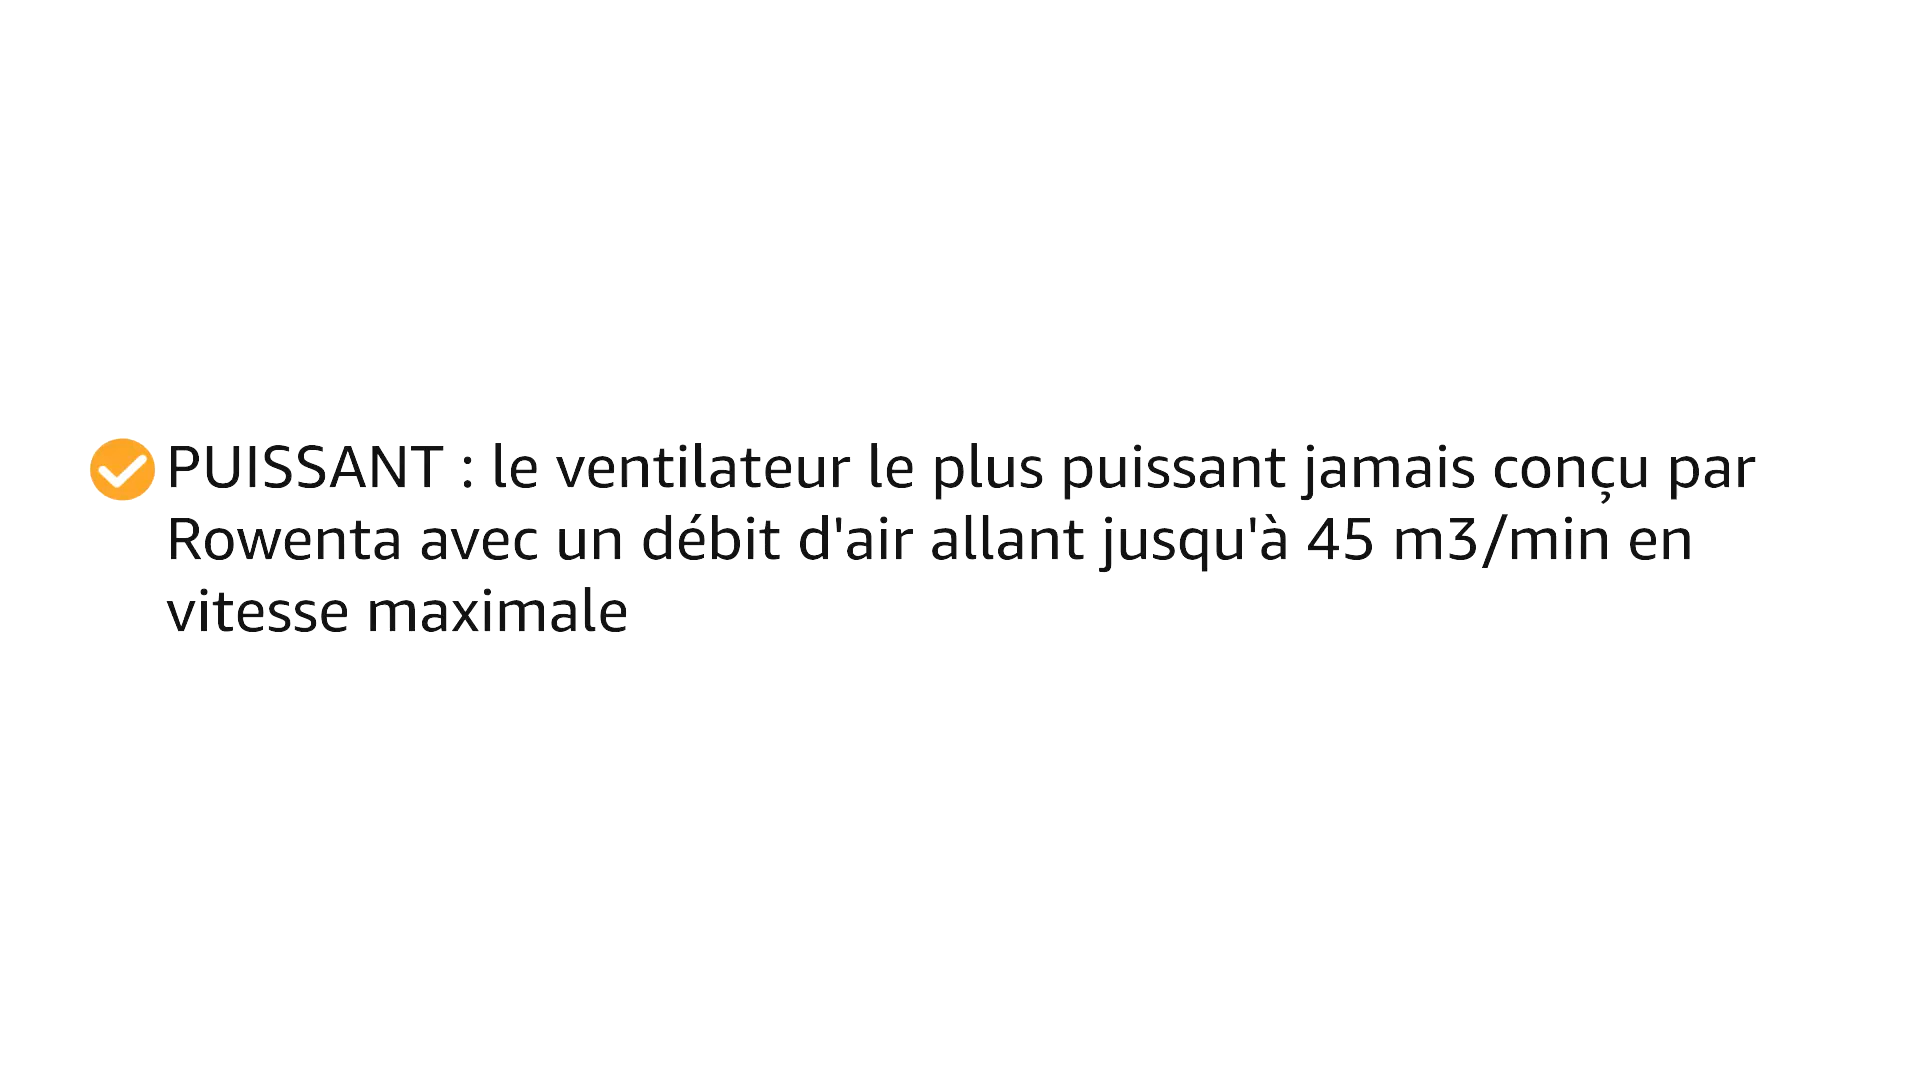 PUISSANT : le ventilateur le plus puissant jamais conçu par
Rowenta avec un débit d'air allant jusqu'à 45 m3/min en
vitesse maximale